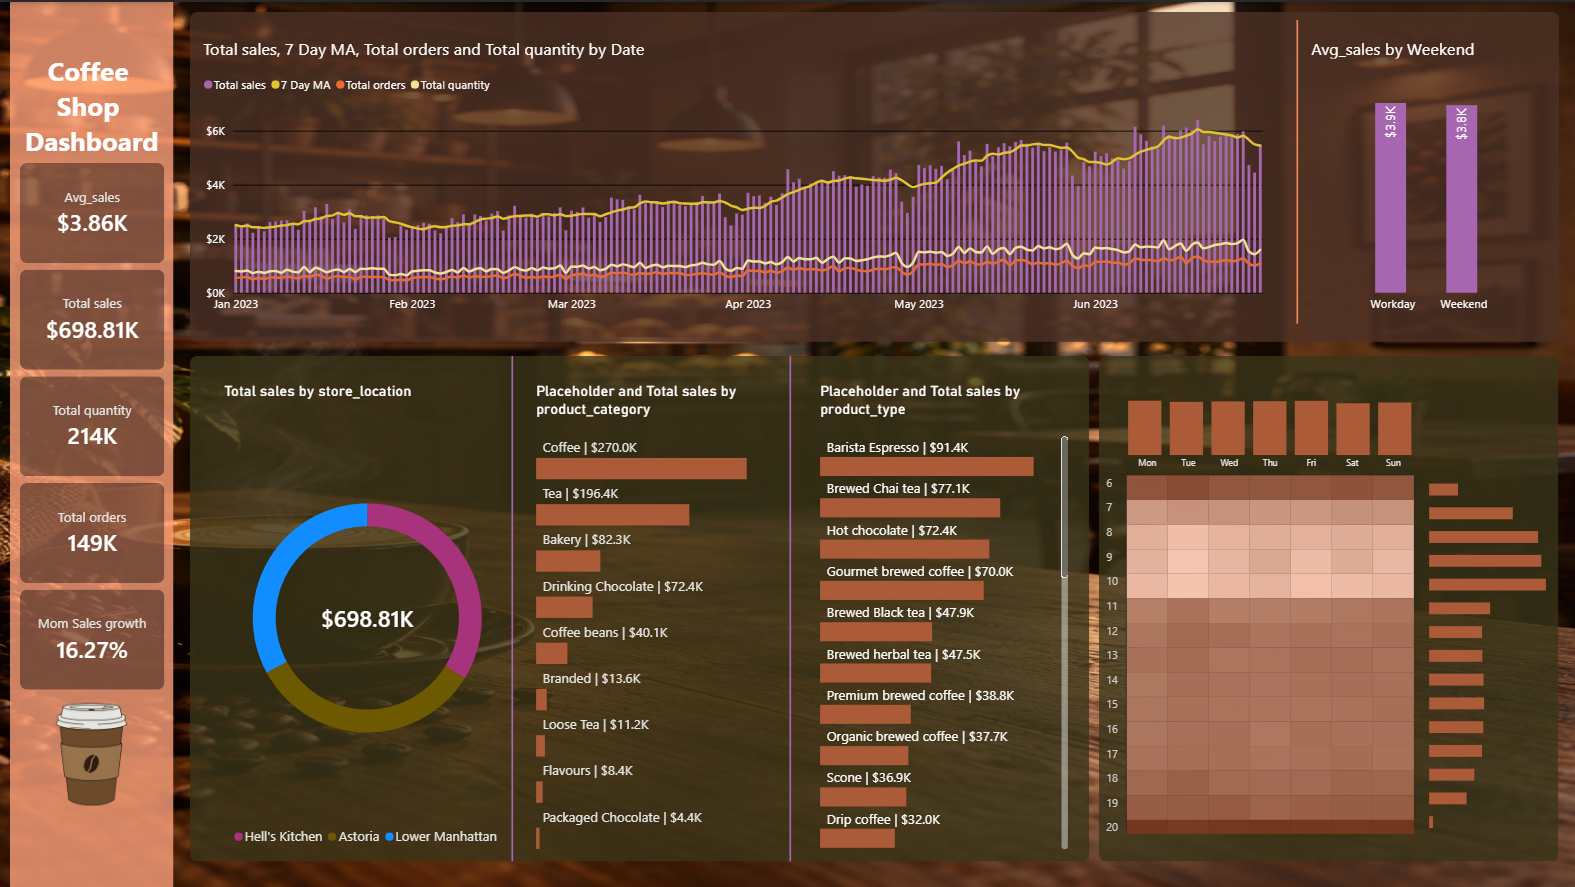 Coffee
Shop
Dashboard
Avg_sales
$3.86K
Total sales
$698.81K
Total quantity
214K
Total orders
149K
Mom Sales growth
16.27%
Total sales, 7 Day MA, Total orders and Total quantity by Date
Total sales 7 Day MA Total orders Total quantity
$6K
$4K
$2K
$0K
Jan 2023 Feb 2023 Mar 2023 Apr 2023 May 2023 Jun 2023
Avg_sales by Weekend
$3.9K $3.8K
Workday Weekend
Total sales by store_location
$698.81K
Hell's Kitchen Astoria Lower Manhattan
Placeholder and Total sales by
product_category
Coffee | $270.0K
Tea | $196.4K
Bakery | $82.3K
Drinking Chocolate | $72.4K
Coffee beans | $40.1K
Branded | $13.6K
Loose Tea | $11.2K
Flavours | $8.4K
Packaged Chocolate | $4.4K
Placeholder and Total sales by
product_type
Barista Espresso | $91.4K
Brewed Chai tea | $77.1K
Hot chocolate | $72.4K
Gourmet brewed coffee | $70.0K
Brewed Black tea | $47.9K
Brewed herbal tea | $47.5K
Premium brewed coffee | $38.8K
Organic brewed coffee | $37.7K
Scone | $36.9K
Drip coffee | $32.0K
Mon Tue Wed Thu Fri Sat Sun
6
7
8
9
10
11
12
13
14
15
16
17
18
19
20